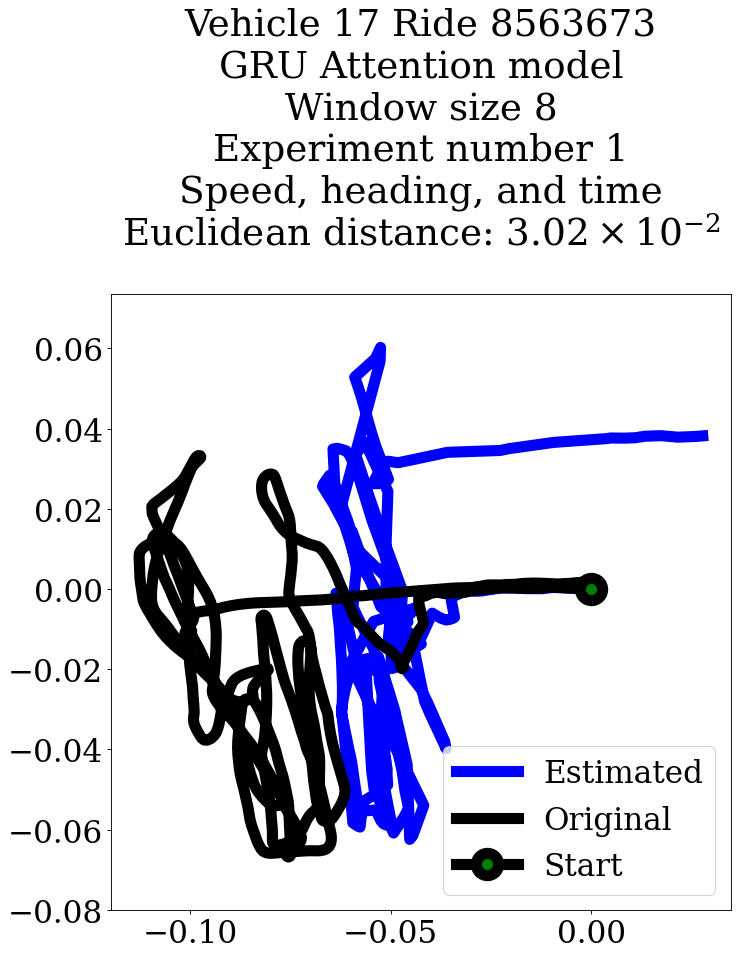 Vehicle 17 Ride 8563673
GRU Attention model
Window size 8
Experiment number 1
Speed, heading, and time
Euclidean distance: 3.02 × 10⁻²
0.06
0.04
0.02
0.00
−0.02
−0.04
−0.06
−0.08
−0.10
−0.05
0.00
Estimated
Original
Start